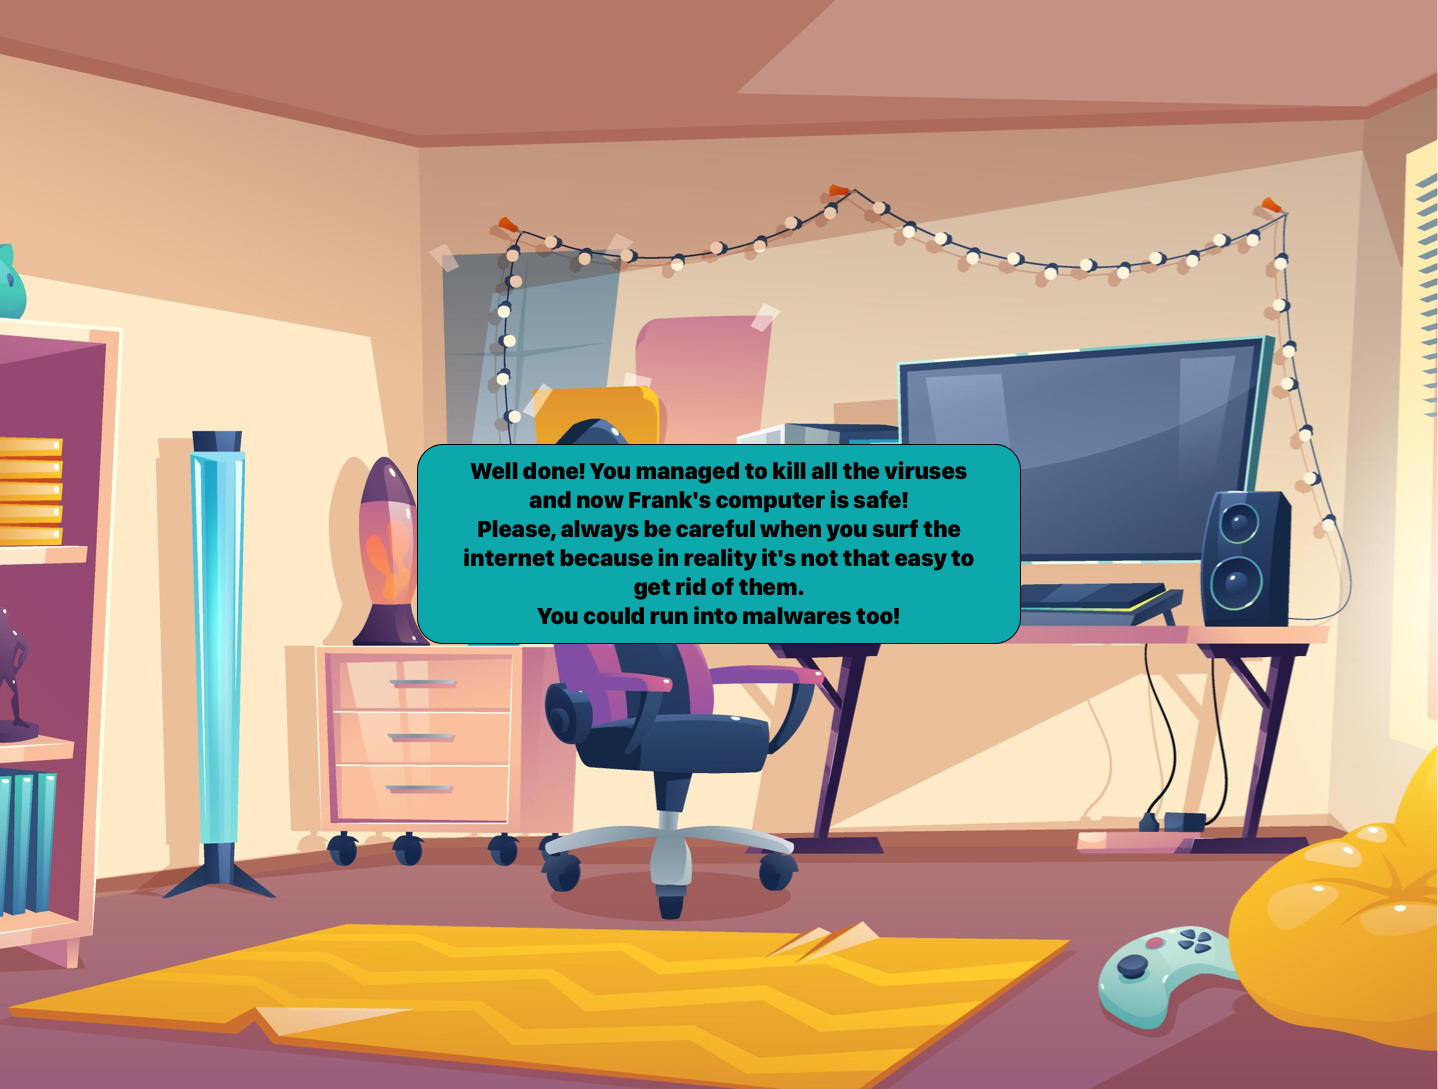 Well done! You managed to kill all the viruses
and now Frank's computer is safe!
Please, always be careful when you surf the
internet because in reality it's not that easy to
get rid of them.
You could run into malwares too!